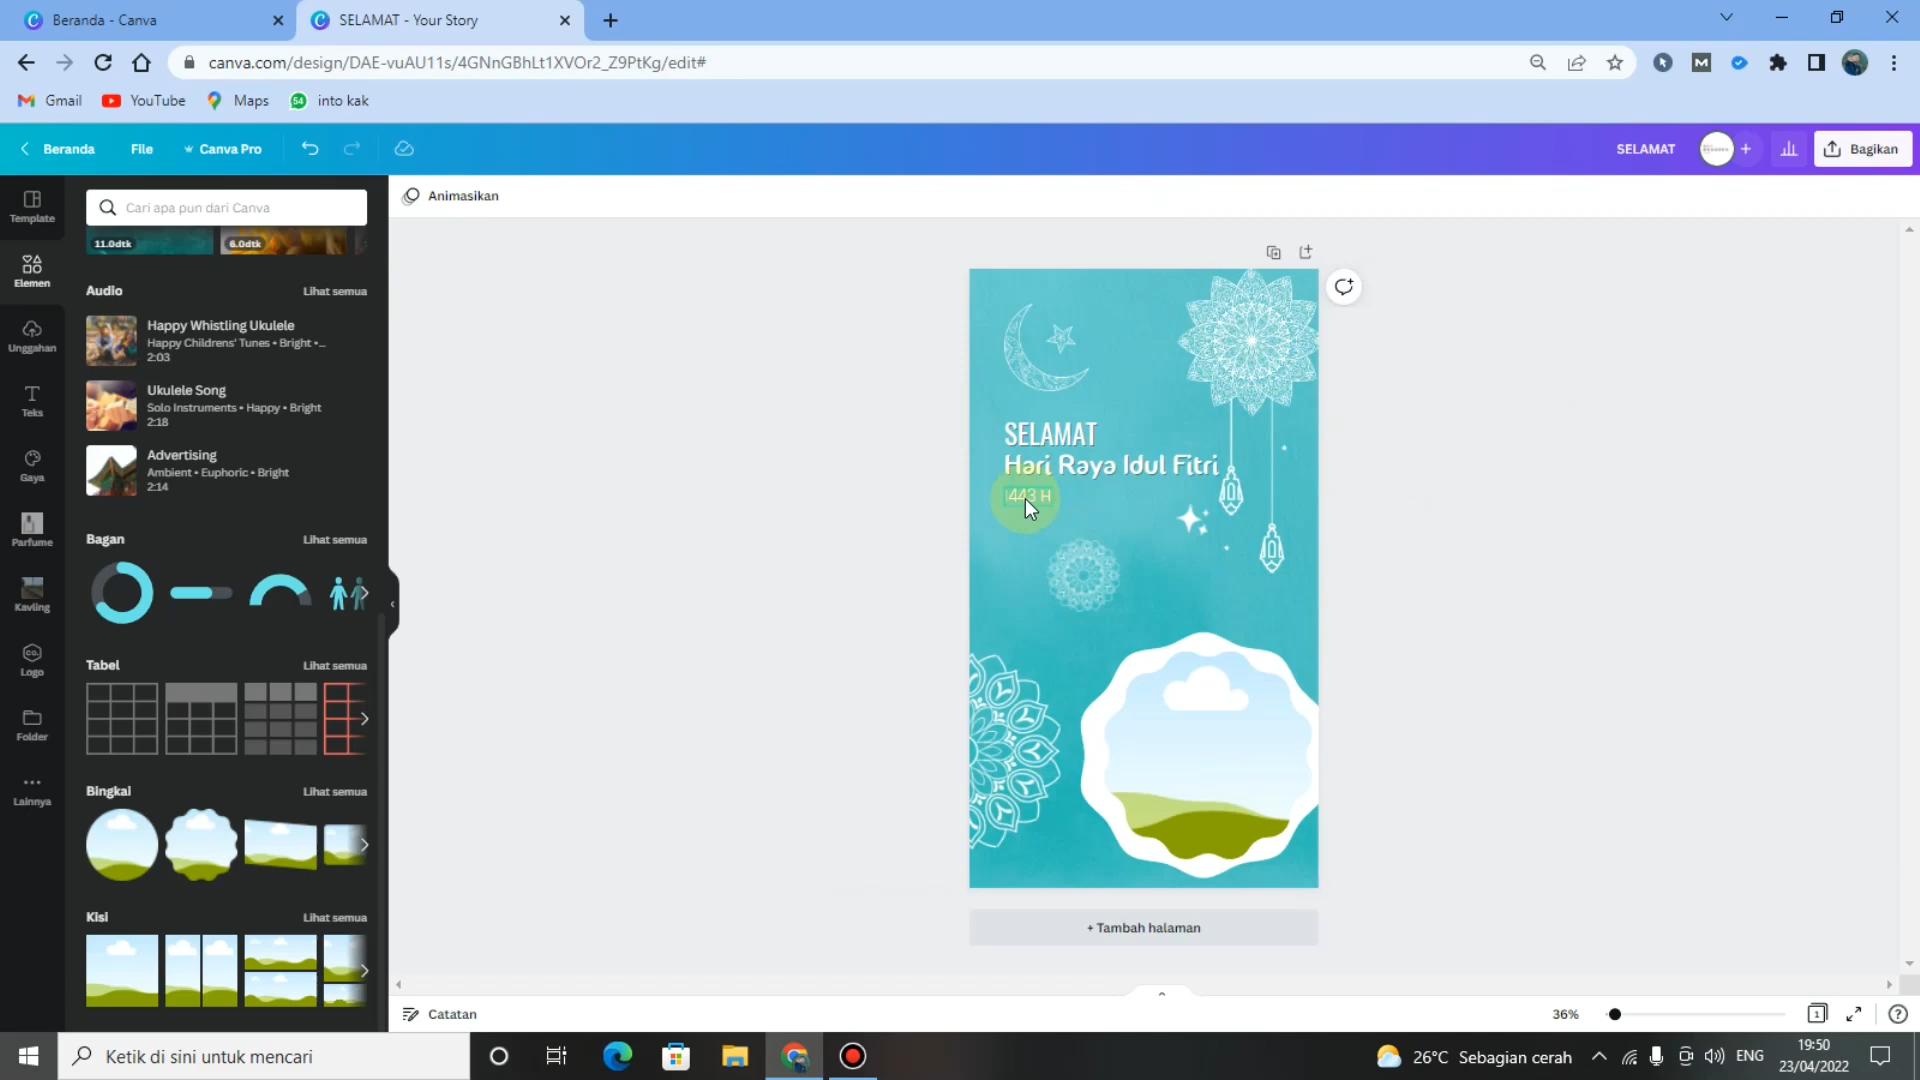 Beranda - Canva
SELAMAT - Your Story
canva.com/design/DAE-vuAU11s/4GNnGBhLt1XVOr2_Z9PtKg/edit#
Gmail
YouTube
Maps
54
into kak
Beranda
File
Canva Pro
SELAMAT
Bagikan
Template
Elemen
Unggahan
Teks
Gaya
Parfume
Kavling
CO.
Logo
Folder
Lainnya
Cari apa pun dari Canva
11.0dtk
6.0dtk
Audio
Lihat semua
Happy Whistling Ukulele
Happy Childrens' Tunes • Bright •...
2:03
Ukulele Song
Solo Instruments • Happy • Bright
2:18
Advertising
Ambient • Euphoric • Bright
2:14
Bagan
Lihat semua
Tabel
Lihat semua
Bingkai
Lihat semua
Kisi
Lihat semua
Animasikan
SELAMAT
Hari Raya Idul Fitri
1443 H
+ Tambah halaman
Catatan
36%
1
Ketik di sini untuk mencari
26°C Sebagian cerah
ENG
19:50
23/04/2022